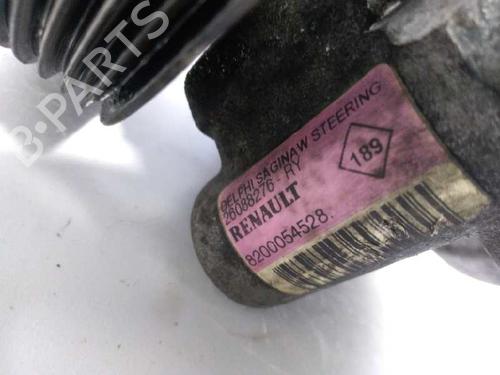 B-PARTS
DELPHI SAGINAW STEERING
26088276 - RY
RENAULT
8200054528.
189